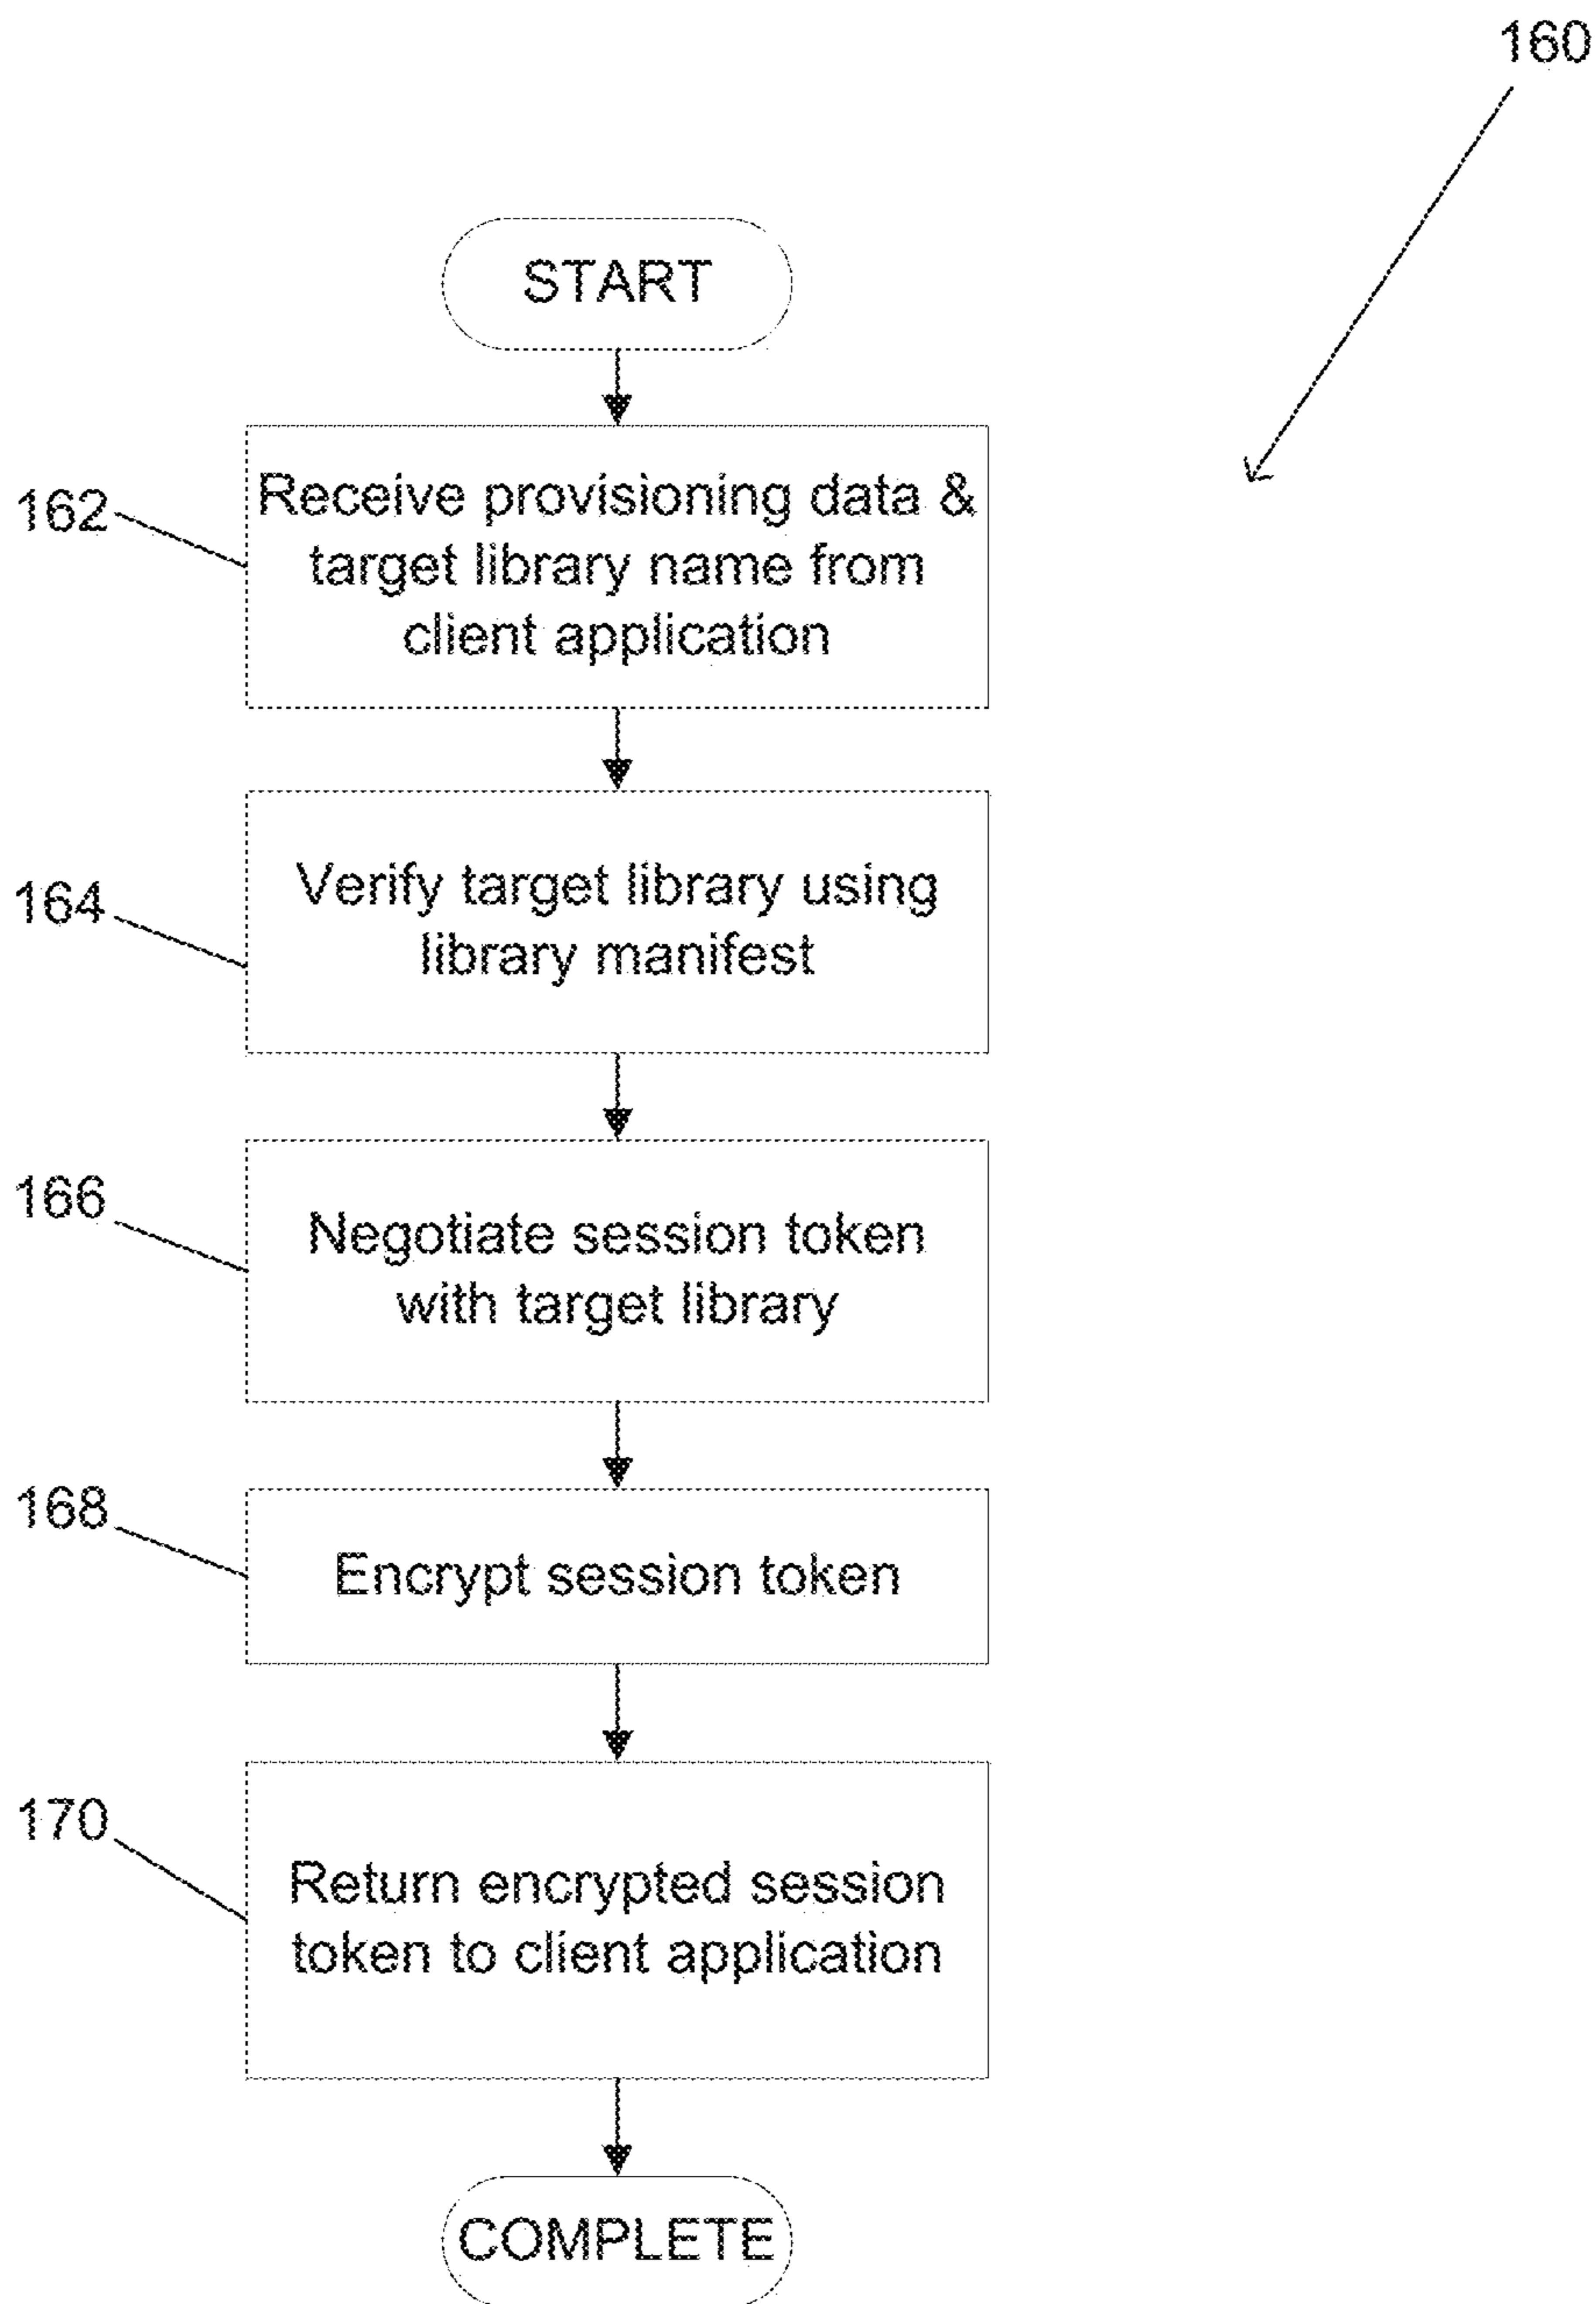 160
START
162
Receive provisioning data &
target library name from
client application
164
Verify target library using
library manifest
166
Negotiate session token
with target library
168
Encrypt session token
170
Return encrypted session
token to client application
COMPLETE